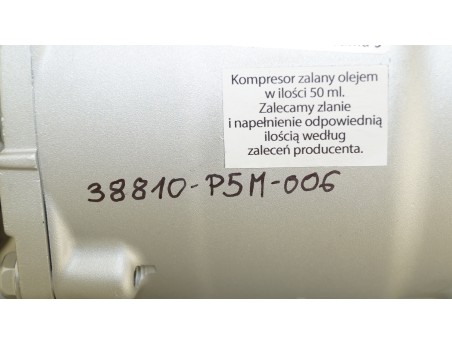 Kompresor zalany olejem
w ilości 50 ml.
Zalecamy zlanie
i napełnienie odpowiednią
ilością według
zaleceń producenta.
38810-P5M-006